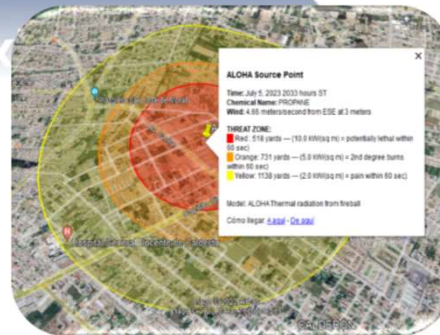 ALOHA Source Point
Time: July 5, 2023 2033 hours ST
Chemical Name: PROPANE
Wind: 4.65 meters/second from ESE at 3 meters
THREAT ZONE:
Red: 518 yards --- (10.0 kW/(sq m) = potentially lethal within
60 sec)
Orange: 731 yards --- (5.0 kW/(sq m) = 2nd degree burns
within 60 sec)
Yellow: 1138 yards --- (2.0 kW/(sq m) = pain within 60 sec)
Model: ALOHA Thermal radiation from fireball
Cómo llegar: A aquí - De aquí
Hospital General